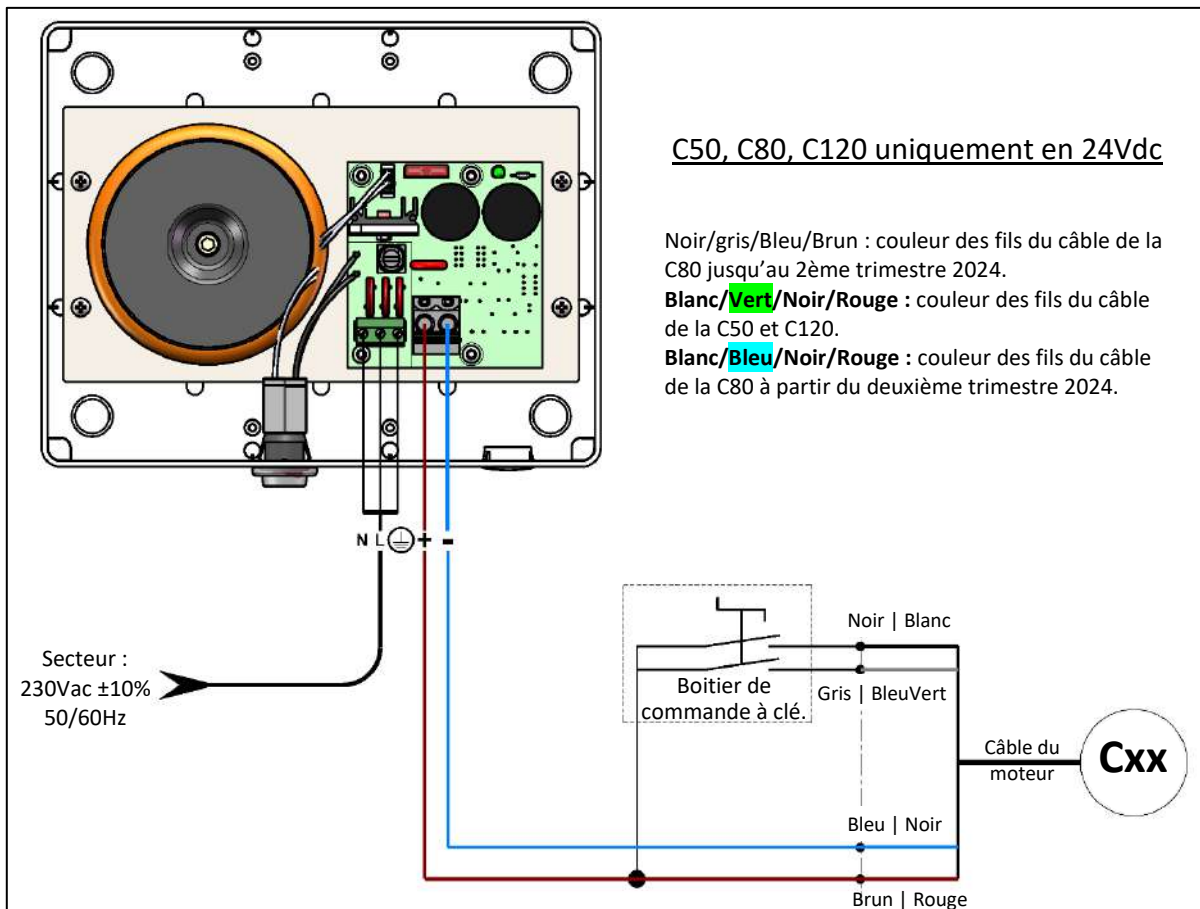 C50, C80, C120 uniquement en 24Vdc
Noir/gris/Bleu/Brun : couleur des fils du câble de la
C80 jusqu’au 2ème trimestre 2024.
Blanc/Vert/Noir/Rouge : couleur des fils du câble
de la C50 et C120.
Blanc/Bleu/Noir/Rouge : couleur des fils du câble
de la C80 à partir du deuxième trimestre 2024.
N L + -
Secteur :
230Vac ±10%
50/60Hz
Boitier de
commande à clé.
Noir | Blanc
Gris | BleuVert
Câble du
moteur
Cxx
Bleu | Noir
Brun | Rouge